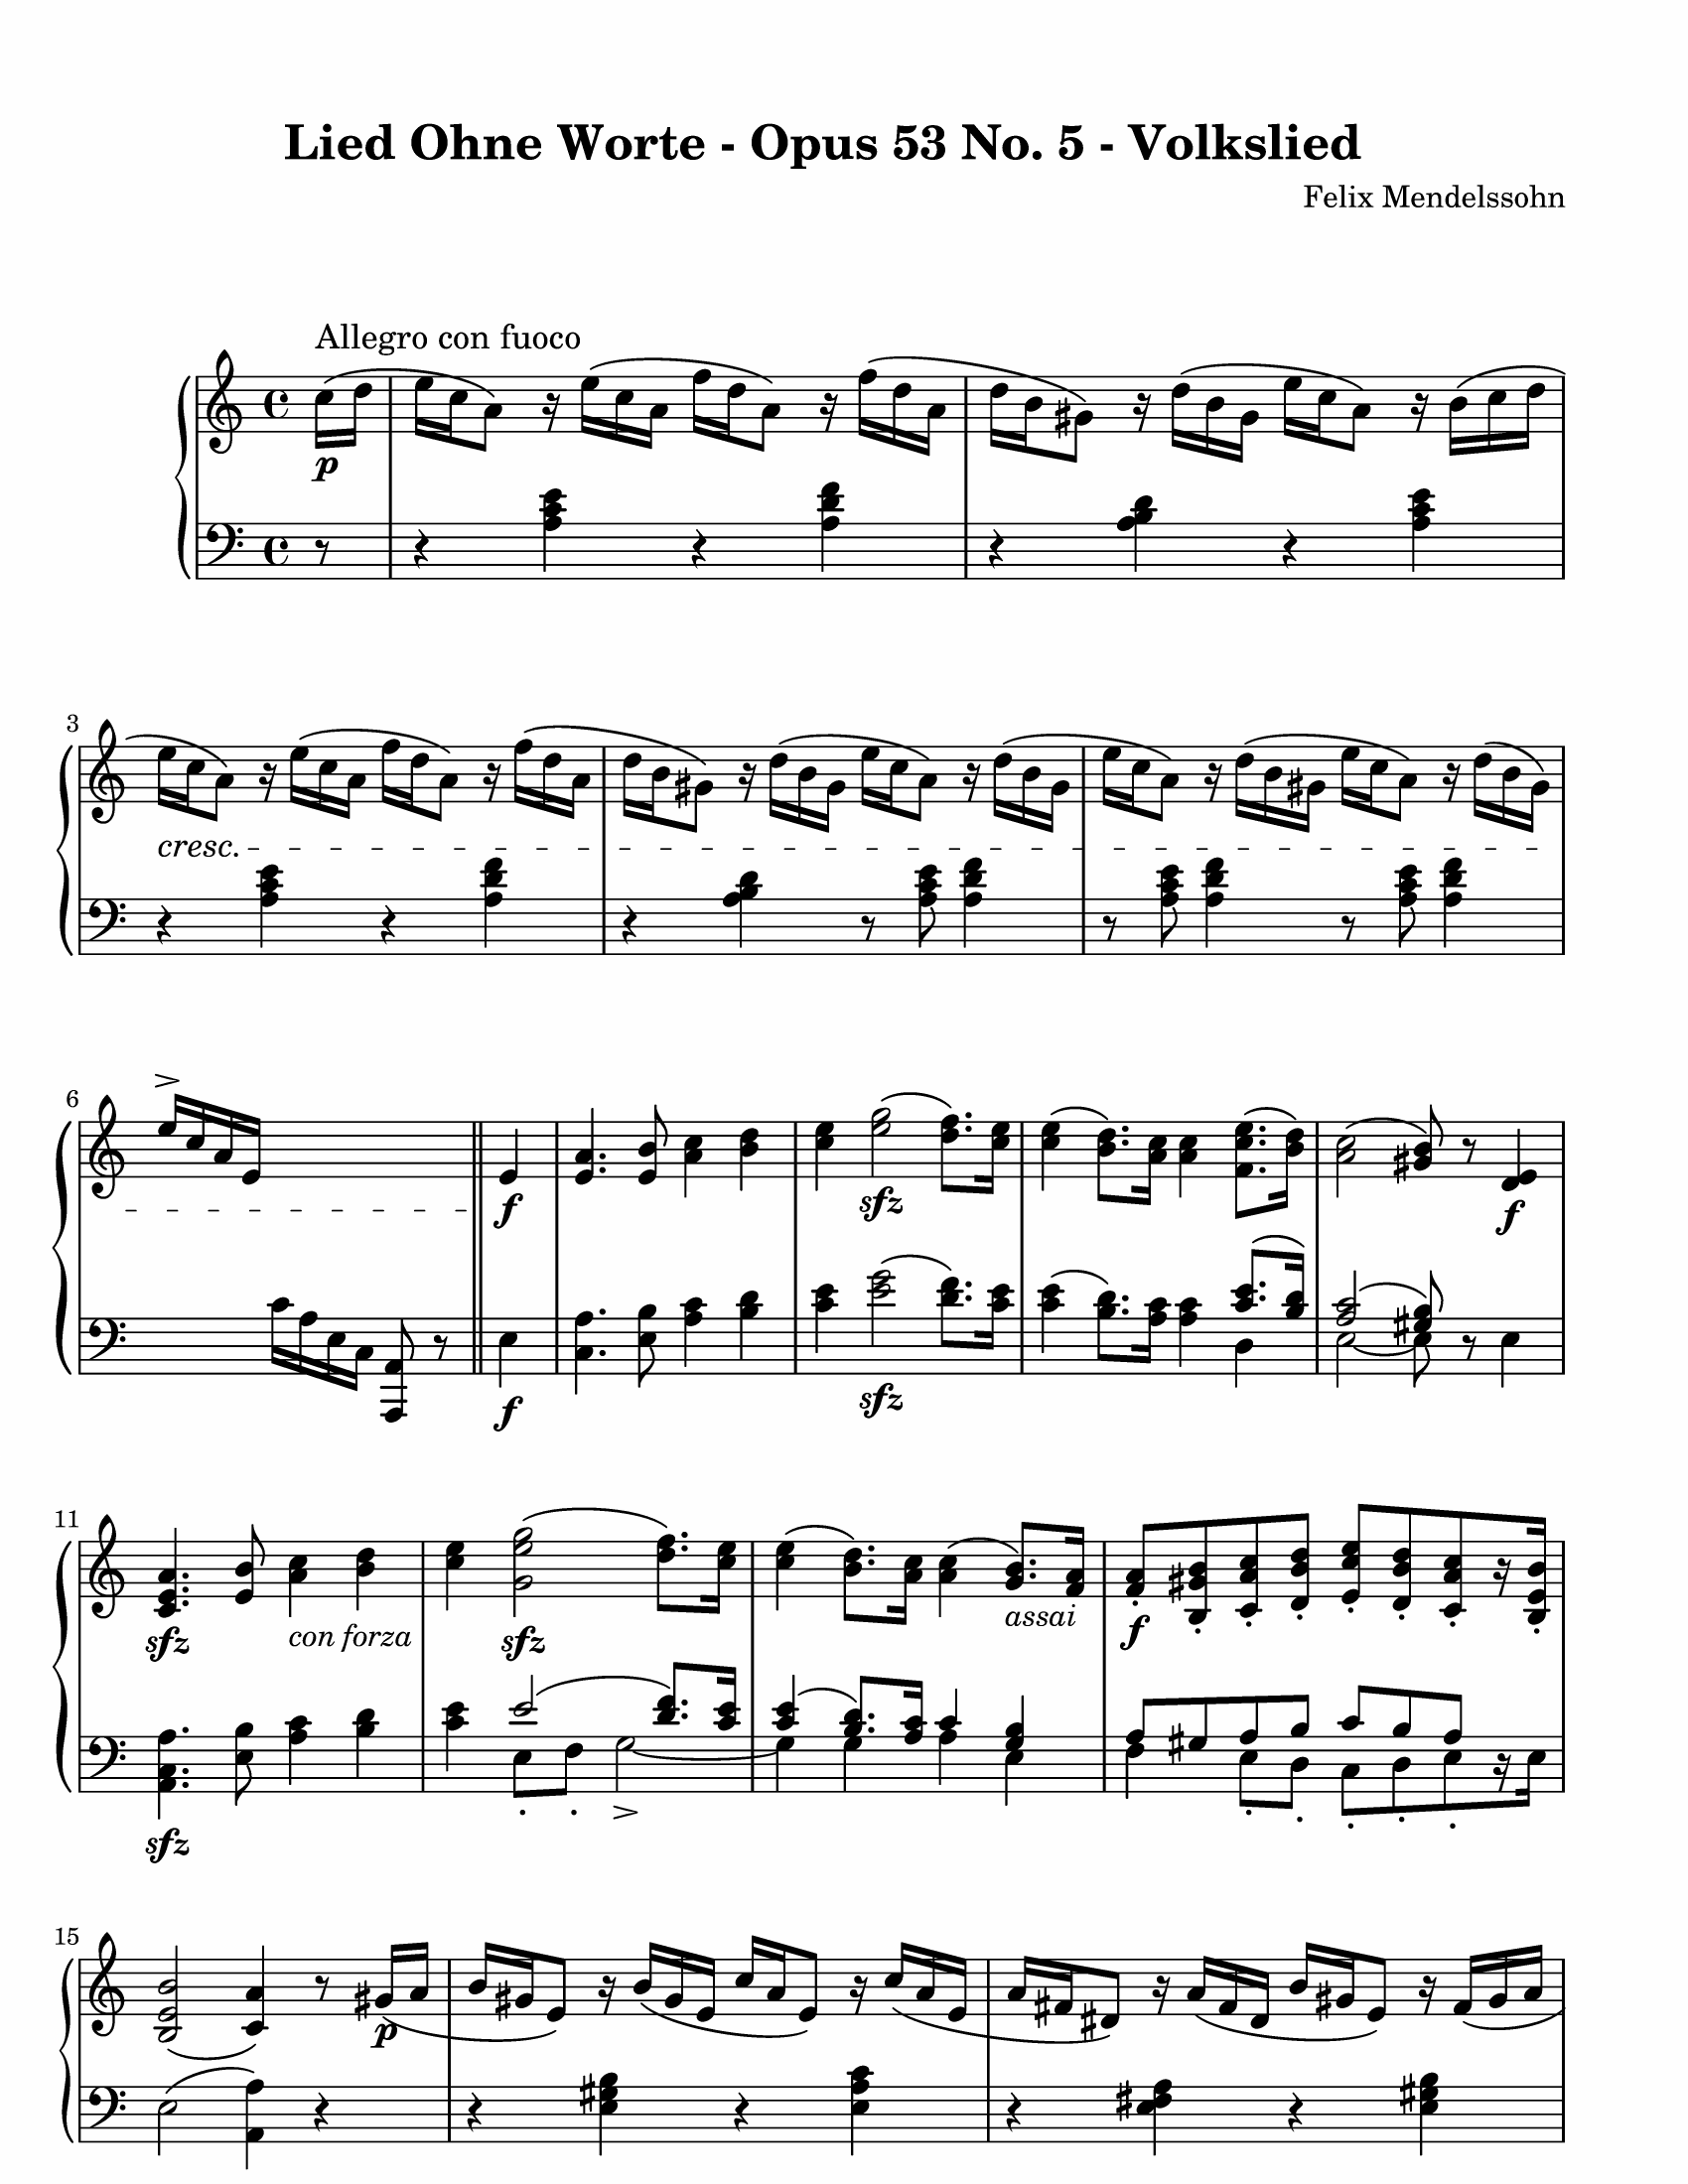 Lied Ohne Worte - Opus 53 No. 5 - Volkslied
Felix Mendelssohn
Allegro con fuoco
p
3
cresc.
6
f
sfz
f
f
sfz
11
sfz
con forza
sfz
assai
f
sfz
15
p